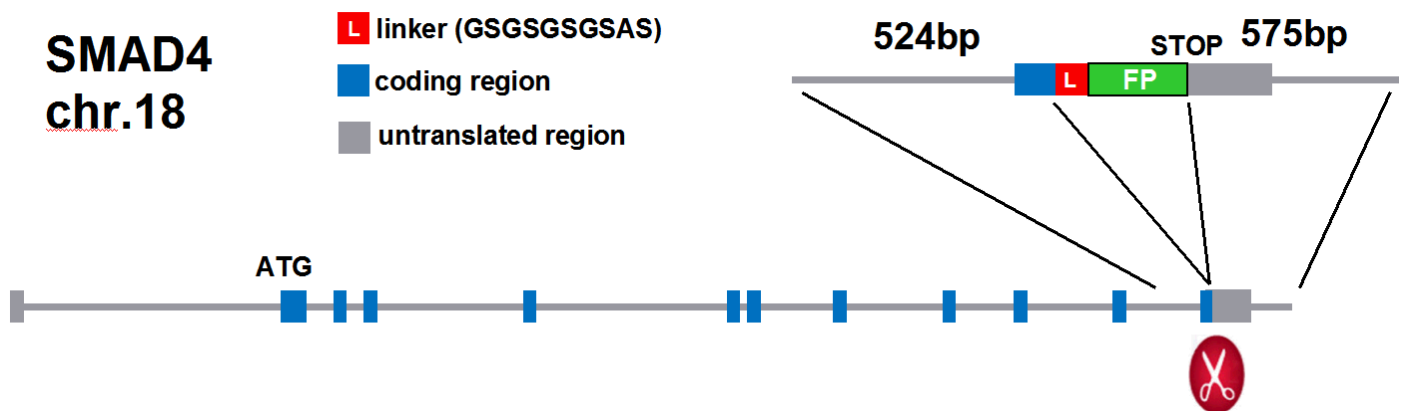 SMAD4
chr.18
L linker (GSGSGSGSAS)
coding region
untranslated region
524bp
STOP
575bp
L
FP
ATG